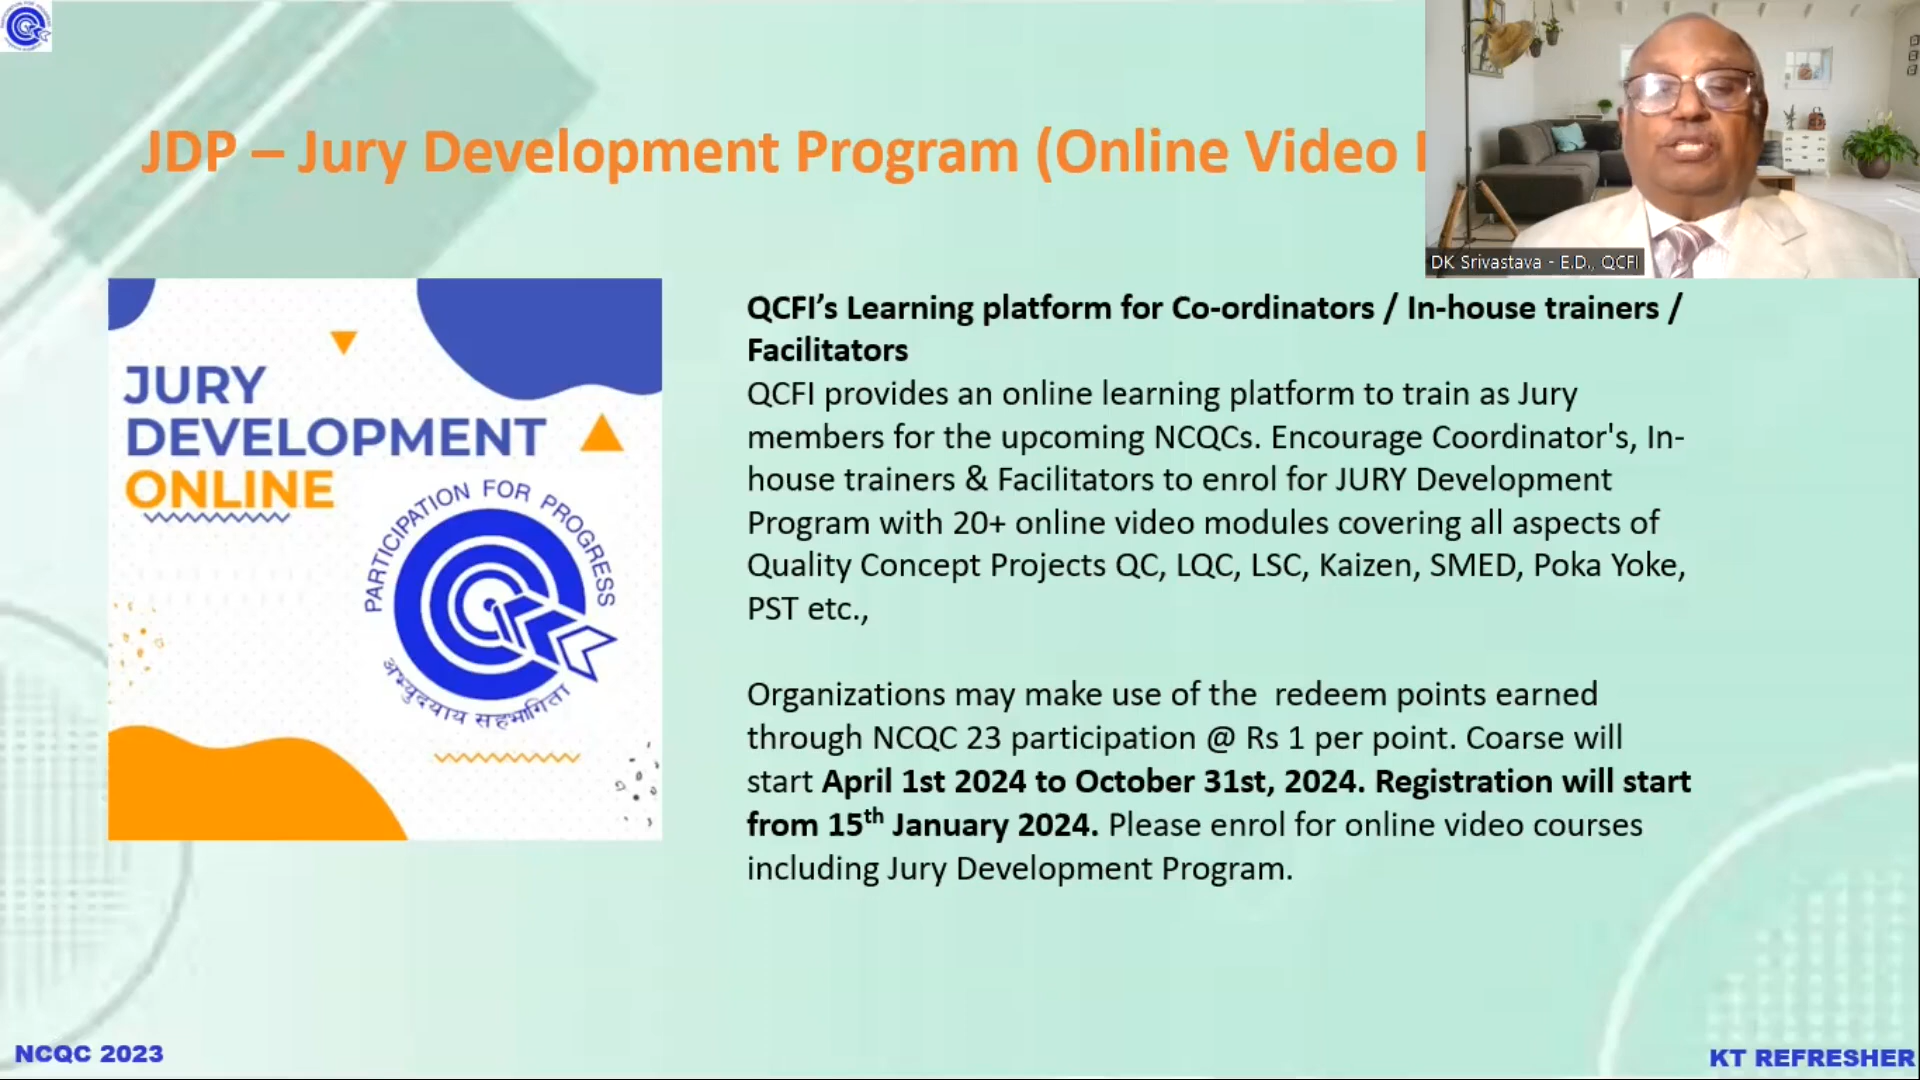 JDP – Jury Development Program (Online Video
DK Srivastava - E.D., QCFI
JURY
DEVELOPMENT
ONLINE
PARTICIPATION FOR PROGRESS
अभ्युदयाय सहभागिता
QCFI’s Learning platform for Co-ordinators / In-house trainers /
Facilitators
QCFI provides an online learning platform to train as Jury
members for the upcoming NCQCs. Encourage Coordinator's, In-
house trainers & Facilitators to enrol for JURY Development
Program with 20+ online video modules covering all aspects of
Quality Concept Projects QC, LQC, LSC, Kaizen, SMED, Poka Yoke,
PST etc.,
Organizations may make use of the  redeem points earned
through NCQC 23 participation @ Rs 1 per point. Coarse will
start April 1st 2024 to October 31st, 2024. Registration will start
from 15th January 2024. Please enrol for online video courses
including Jury Development Program.
NCQC 2023
KT REFRESHER